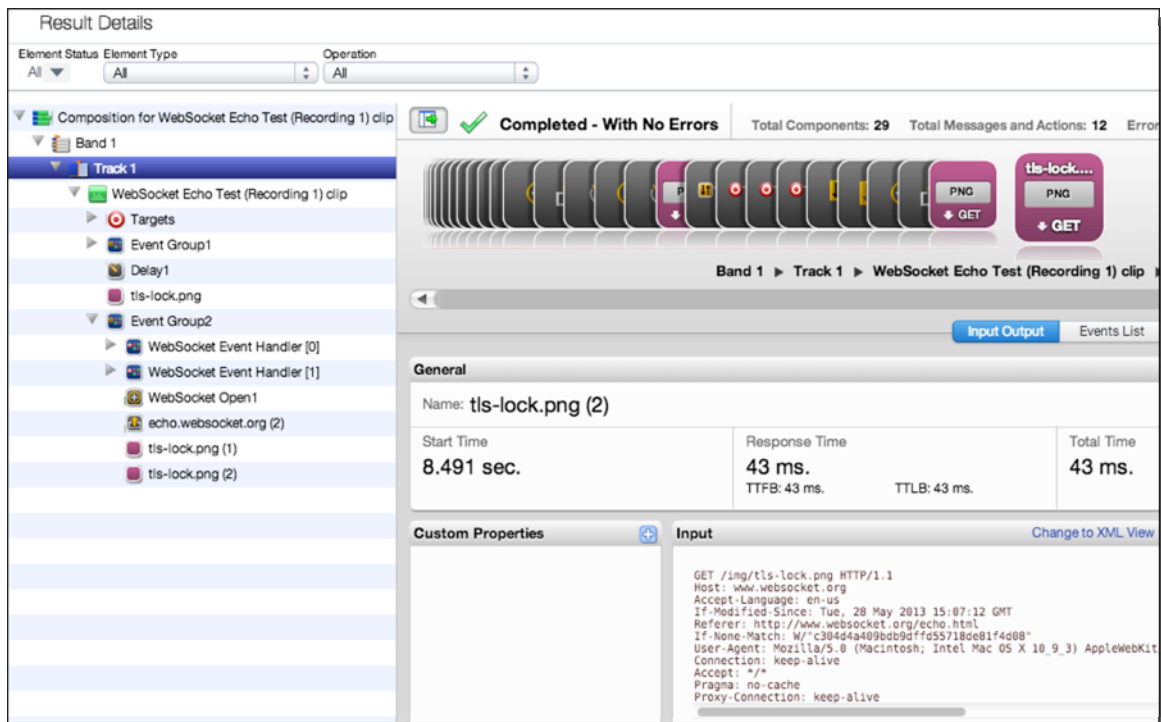 Result Details
Element Status Element Type Operation
All All All
Composition for WebSocket Echo Test (Recording 1) clip
Band 1
Track 1
WebSocket Echo Test (Recording 1) clip
Targets
Event Group1
Delay1
tls-lock.png
Event Group2
WebSocket Event Handler [0]
WebSocket Event Handler [1]
WebSocket Open1
echo.websocket.org (2)
tls-lock.png (1)
tls-lock.png (2)
Completed - With No Errors Total Components: 29 Total Messages and Actions: 12 Error
tls-lock....
P PNG PNG
GET GET
Band 1 ▶ Track 1 ▶ WebSocket Echo Test (Recording 1) clip
Input Output Events List
General
Name: tls-lock.png (2)
Start Time Response Time Total Time
8.491 sec. 43 ms. 43 ms.
TTFB: 43 ms. TTLB: 43 ms.
Custom Properties Input Change to XML View
GET /img/tls-lock.png HTTP/1.1
Host: www.websocket.org
Accept-Language: en-us
If-Modified-Since: Tue, 28 May 2013 15:07:12 GMT
Referer: http://www.websocket.org/echo.html
If-None-Match: W/"c304d4a409bdb9dffd55718de81f4d08"
User-Agent: Mozilla/5.0 (Macintosh; Intel Mac OS X 10_9_3) AppleWebKit
Connection: keep-alive
Accept: */*
Pragma: no-cache
Proxy-Connection: keep-alive